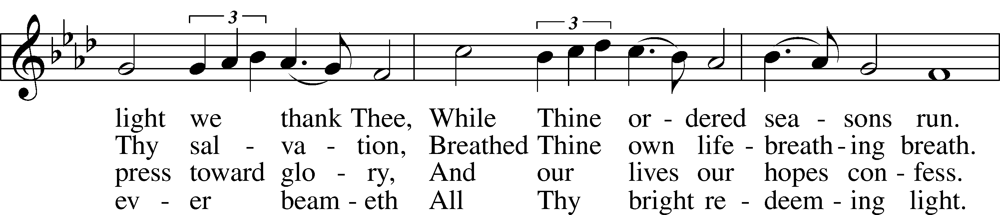 3 3
light we thank Thee, While Thine or - dered sea - sons run.
Thy sal - va - tion, Breathed Thine own life - breath - ing breath.
press toward glo - ry, And our lives our hopes con - fess.
ev - er beam - eth All Thy bright re - deem - ing light.